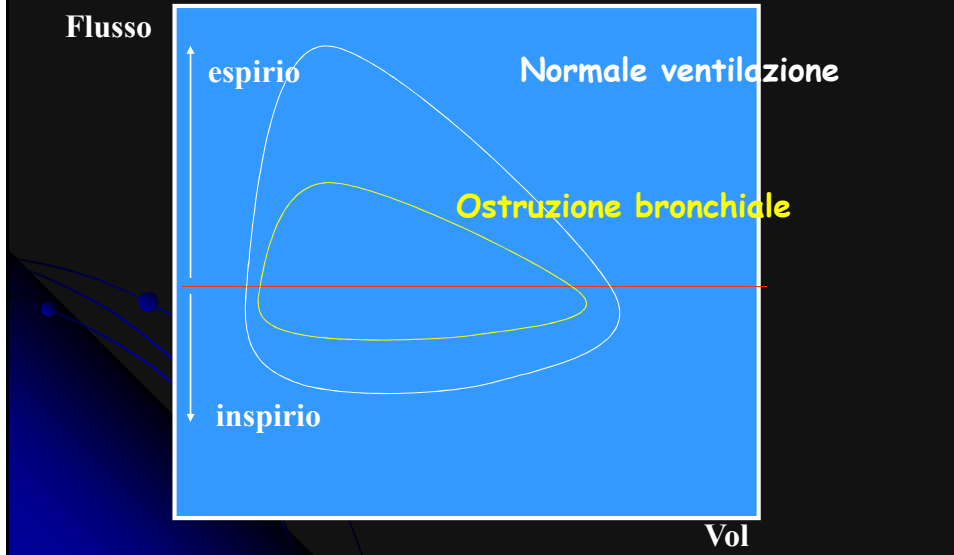 Flusso
espirio
Normale ventilazione
Ostruzione bronchiale
inspirio
Vol